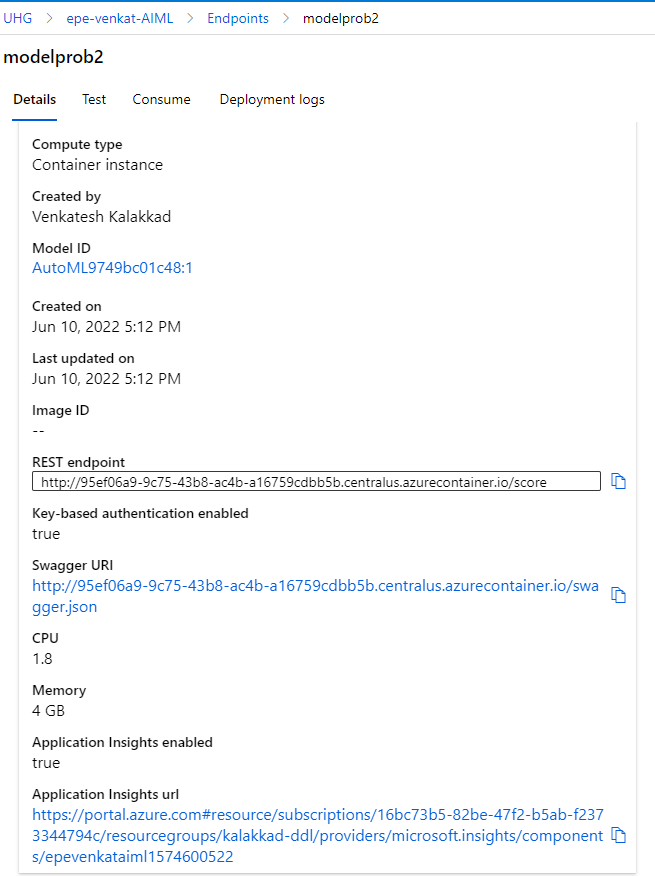 UHG > epe-venkat-AIML > Endpoints > modelprob2
modelprob2
Details Test Consume Deployment logs
Compute type
Container instance
Created by
Venkatesh Kalakkad
Model ID
AutoML9749bc01c48:1
Created on
Jun 10, 2022 5:12 PM
Last updated on
Jun 10, 2022 5:12 PM
Image ID
--
REST endpoint
http://95ef06a9-9c75-43b8-ac4b-a16759cdbb5b.centralus.azurecontainer.io/score
Key-based authentication enabled
true
Swagger URI
http://95ef06a9-9c75-43b8-ac4b-a16759cdbb5b.centralus.azurecontainer.io/swa
gger.json
CPU
1.8
Memory
4 GB
Application Insights enabled
true
Application Insights url
https://portal.azure.com#resource/subscriptions/16bc73b5-82be-47f2-b5ab-f237
3344794c/resourcegroups/kalakkad-ddl/providers/microsoft.insights/component
s/epevenkataiml1574600522